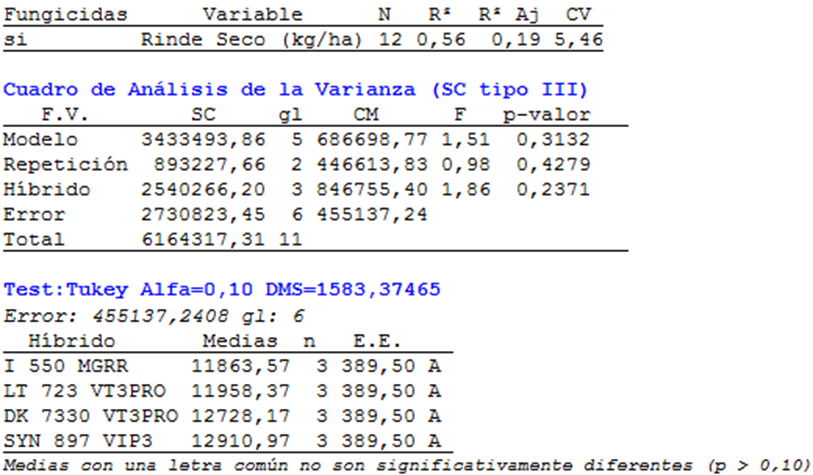 Fungicidas Variable N R² R² Aj CV
si Rinde Seco (kg/ha) 12 0,56 0,19 5,46
Cuadro de Análisis de la Varianza (SC tipo III)
F.V. SC gl CM F p-valor
Modelo 3433493,86 5 686698,77 1,51 0,3132
Repetición 893227,66 2 446613,83 0,98 0,4279
Híbrido 2540266,20 3 846755,40 1,86 0,2371
Error 2730823,45 6 455137,24
Total 6164317,31 11
Test:Tukey Alfa=0,10 DMS=1583,37465
Error: 455137,2408 gl: 6
Híbrido Medias n E.E.
I 550 MGRR 11863,57 3 389,50 A
LT 723 VT3PRO 11958,37 3 389,50 A
DK 7330 VT3PRO 12728,17 3 389,50 A
SYN 897 VIP3 12910,97 3 389,50 A
Medias con una letra común no son significativamente diferentes (p > 0,10)